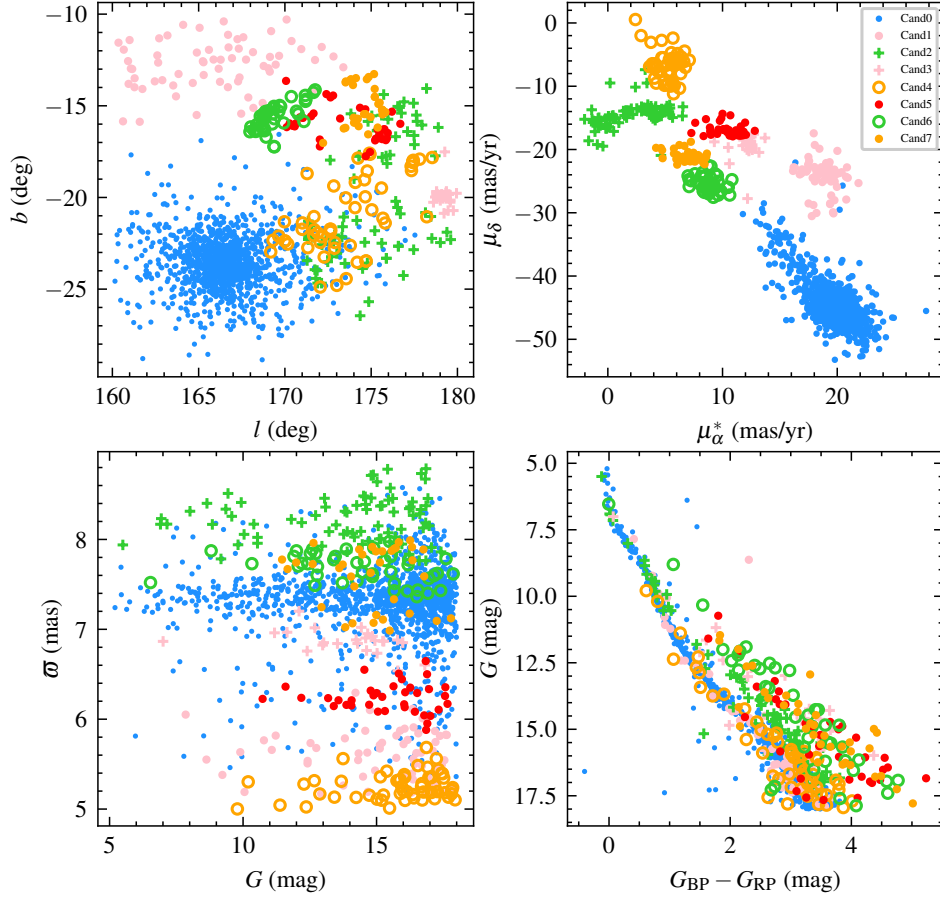 −10
−15
−20
−25
b (deg)
160
165
170
175
180
l (deg)
0
−10
−20
−30
−40
−50
μδ (mas/yr)
0
10
20
μ*α (mas/yr)
Cand0
Cand1
Cand2
Cand3
Cand4
Cand5
Cand6
Cand7
8
7
6
5
ϖ (mas)
5
10
15
G (mag)
5.0
7.5
10.0
12.5
15.0
17.5
G (mag)
0
2
4
GBP − GRP (mag)